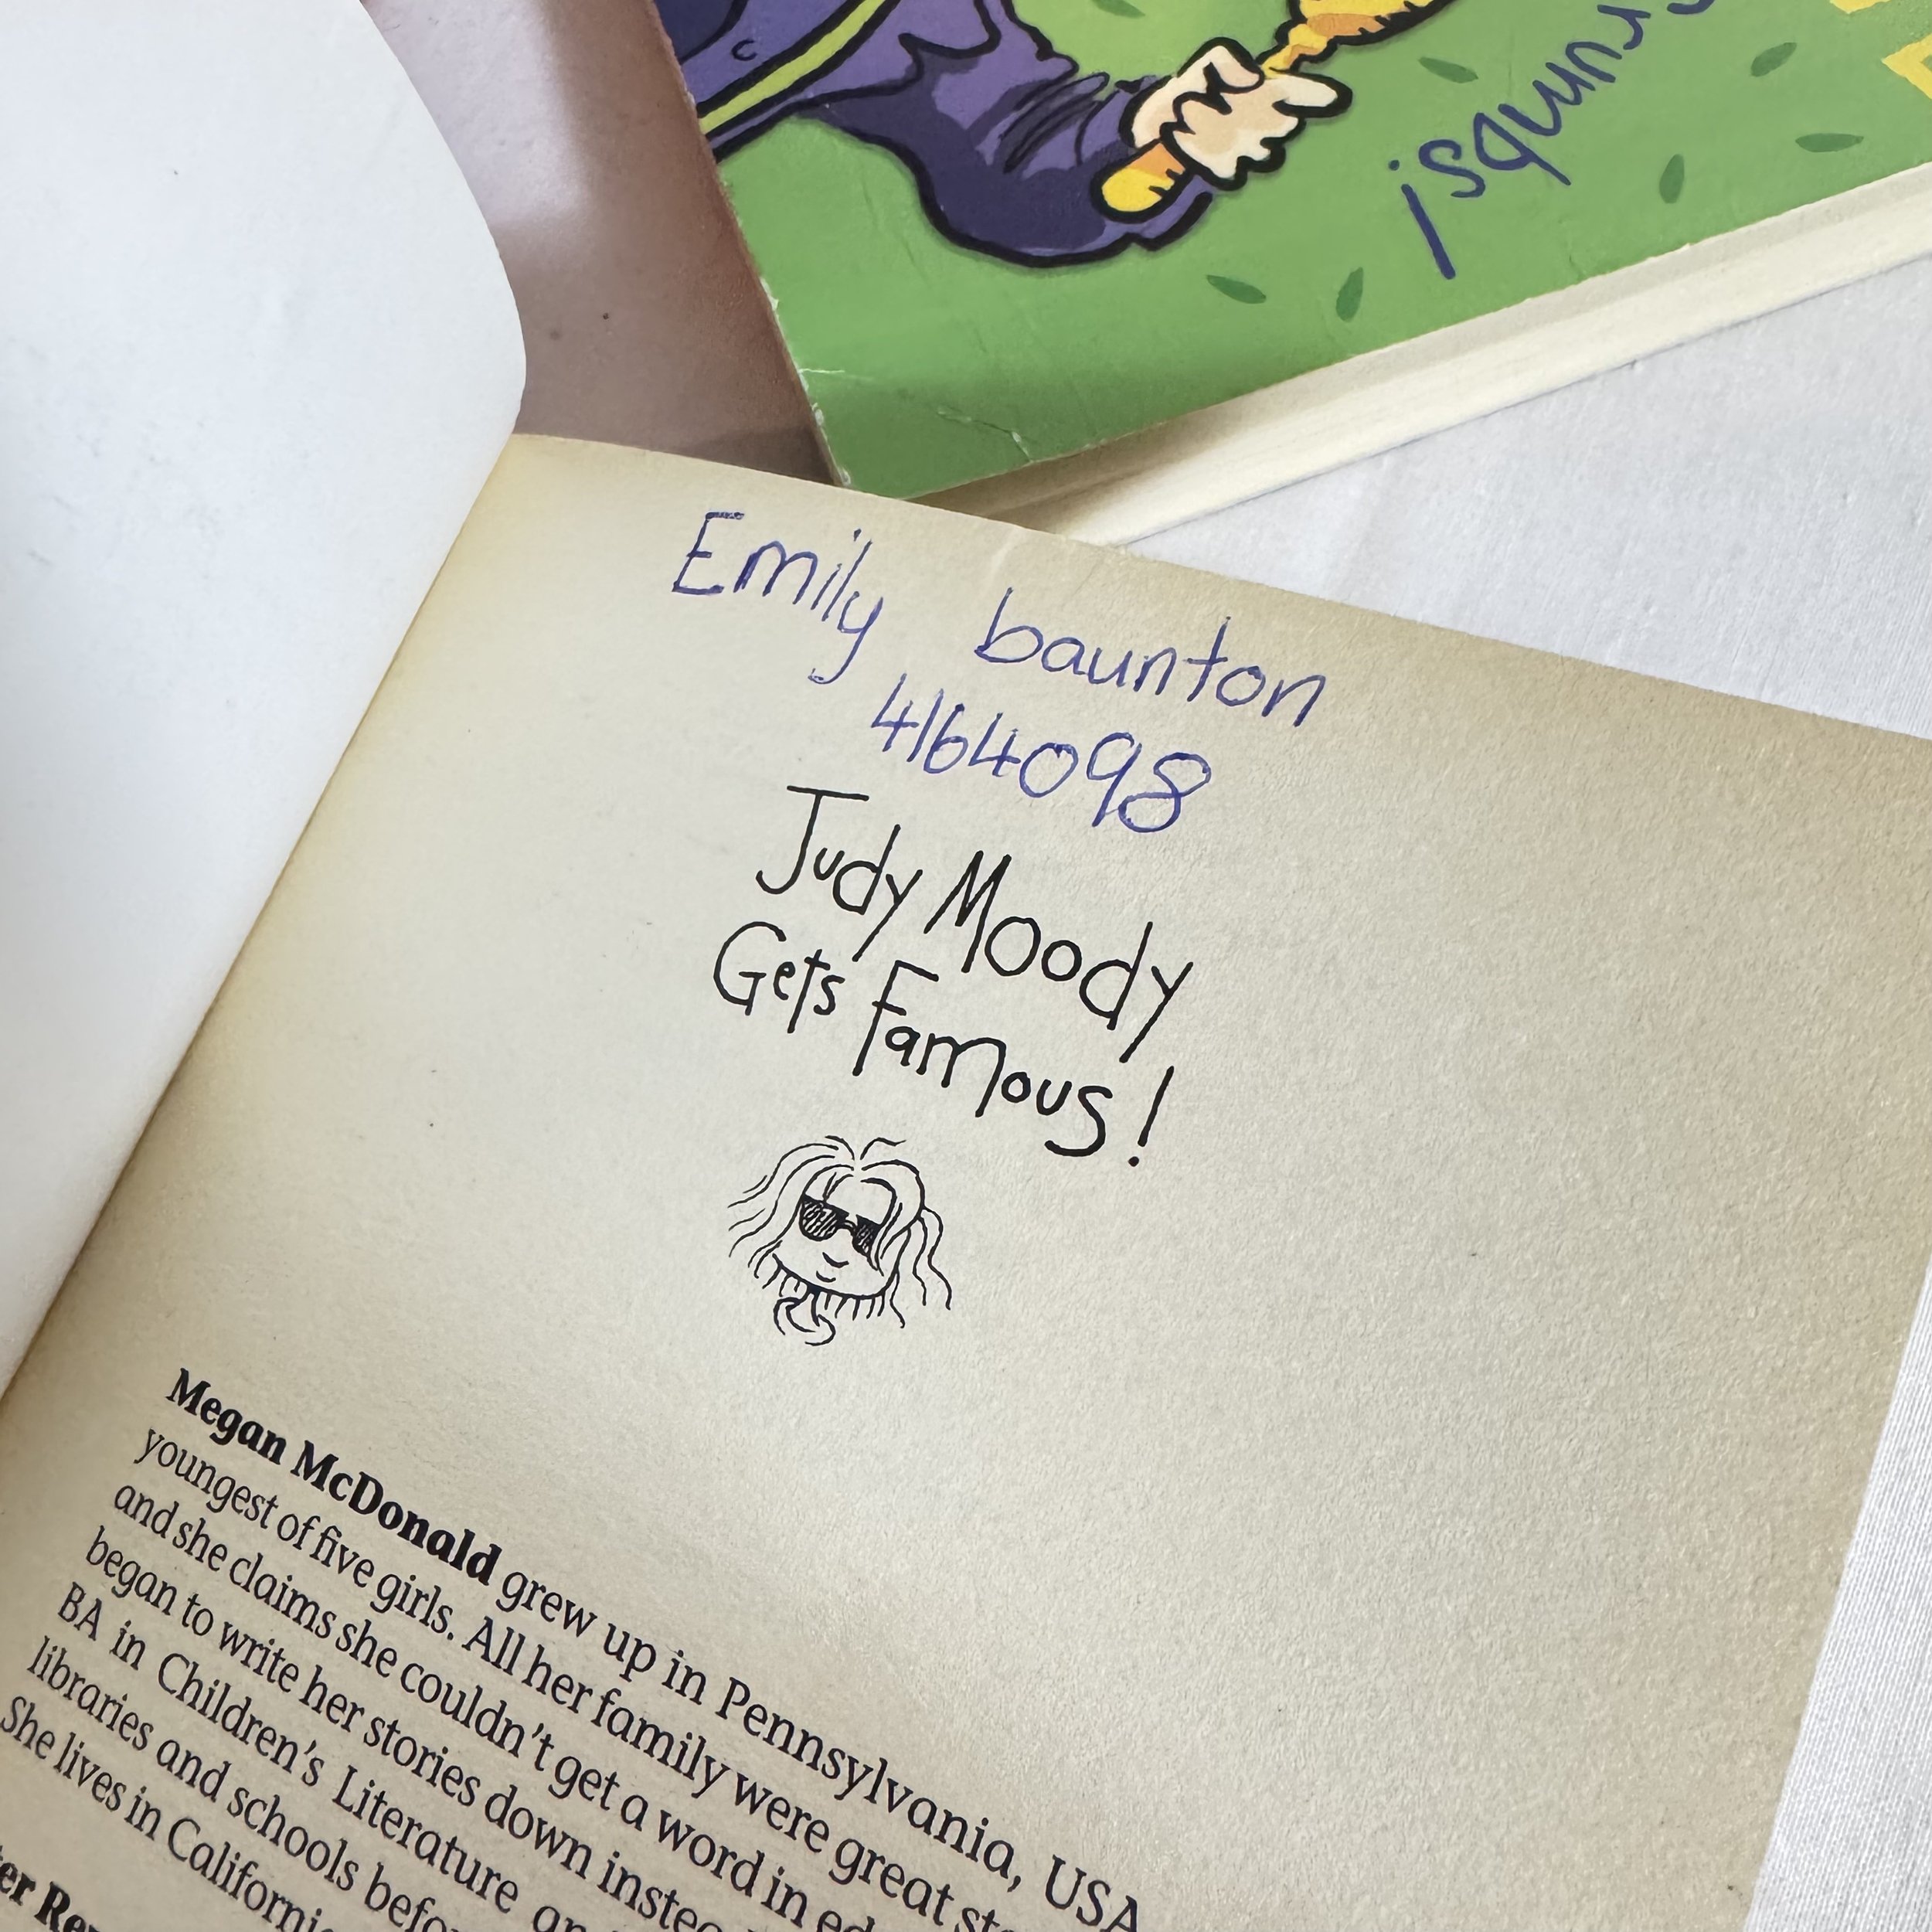 Emily baunton
4164098
Judy Moody
Gets Famous!
Megan McDonald grew up in Pennsylvania, USA
youngest of five girls. All her family were great
and she claims she couldn't get a word in
began to write her stories down
BA in Children's Literature
libraries and schools
She lives in